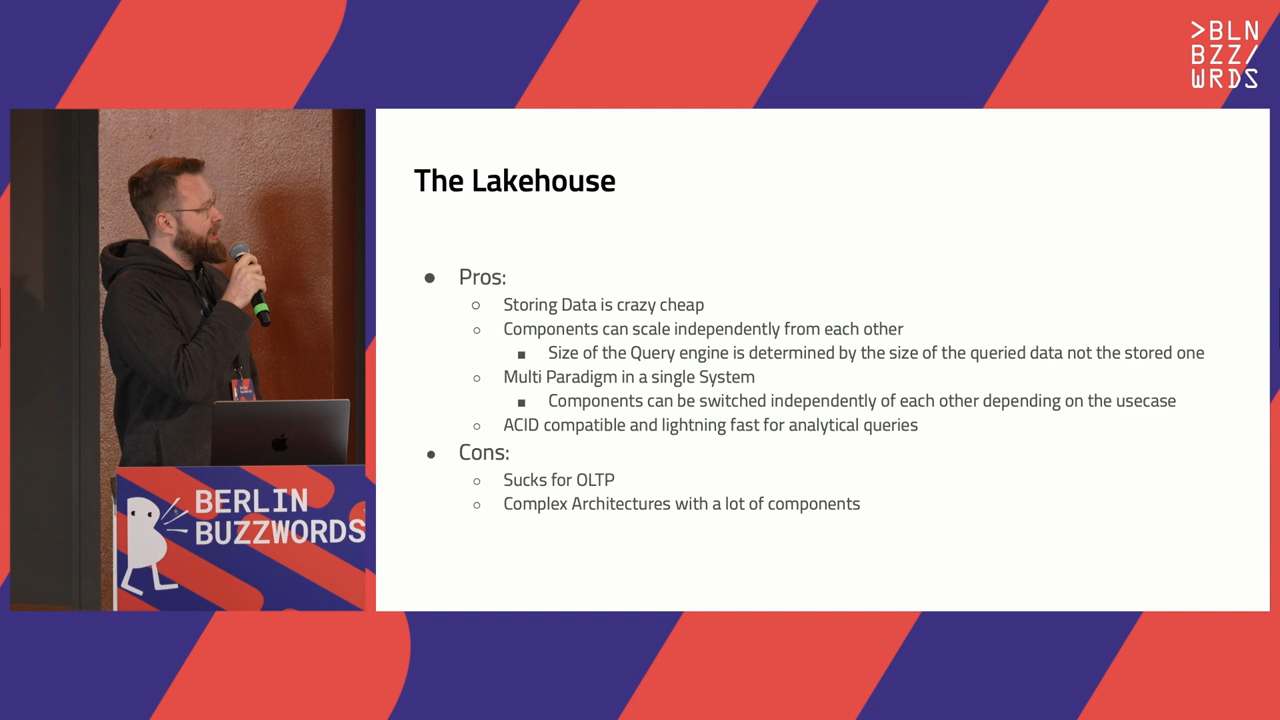 >BLN
BZZ/
WRDS
The Lakehouse
● Pros:
○ Storing Data is crazy cheap
○ Components can scale independently from each other
■ Size of the Query engine is determined by the size of the queried data not the stored one
○ Multi Paradigm in a single System
■ Components can be switched independently of each other depending on the usecase
○ ACID compatible and lightning fast for analytical queries
● Cons:
○ Sucks for OLTP
○ Complex Architectures with a lot of components
BERLIN
BUZZWORDS